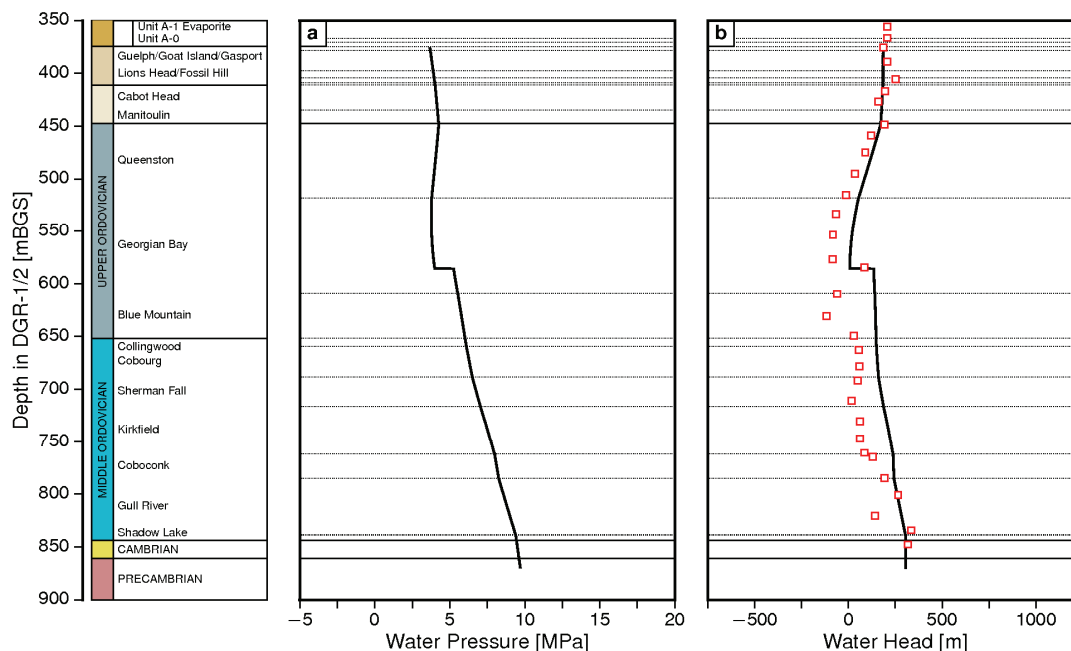 Depth in DGR-1/2 [mBGS]
350
400
450
500
550
600
650
700
750
800
850
900
UPPER ORDOVICIAN
MIDDLE ORDOVICIAN
Unit A-1 Evaporite
Unit A-0
Guelph/Goat Island/Gasport
Lions Head/Fossil Hill
Cabot Head
Manitoulin
Queenston
Georgian Bay
Blue Mountain
Collingwood
Cobourg
Sherman Fall
Kirkfield
Coboconk
Gull River
Shadow Lake
CAMBRIAN
PRECAMBRIAN
a
−5 0 5 10 15 20
Water Pressure [MPa]
b
−500 0 500 1000
Water Head [m]